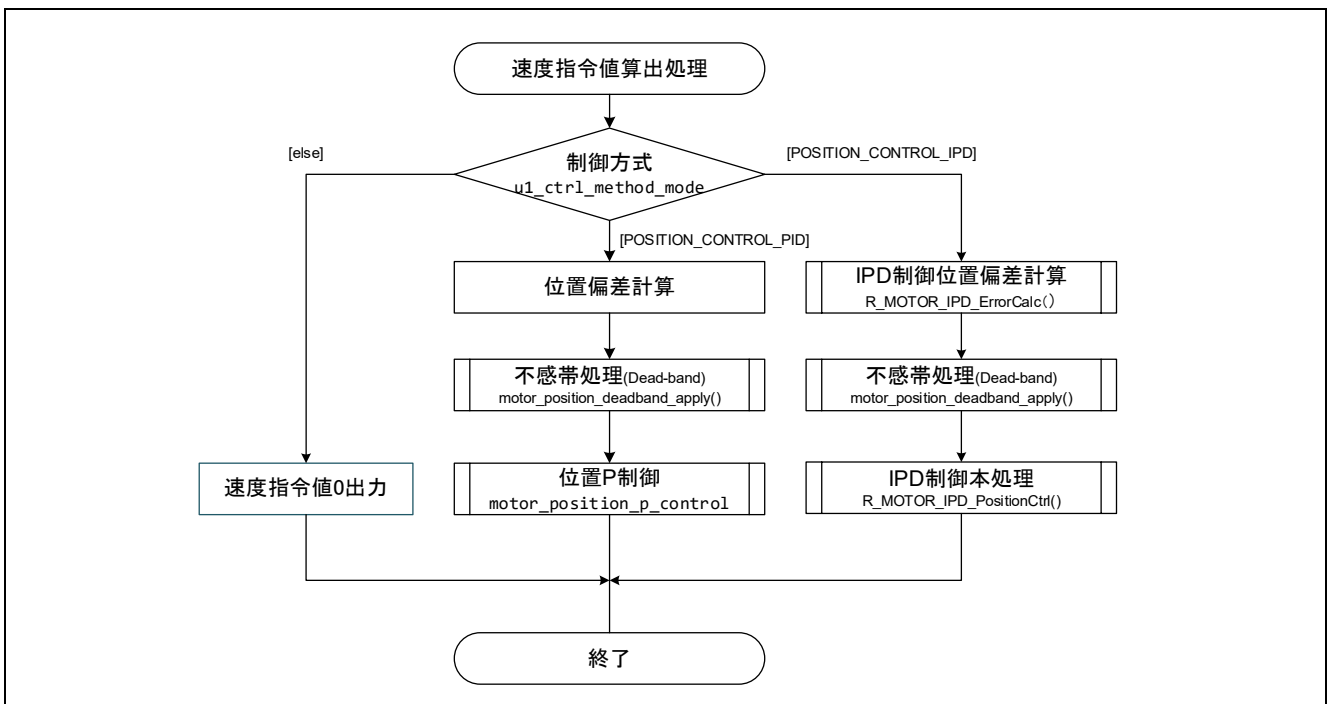 速度指令値算出処理
[else]
制御方式
u1_ctrl_method_mode
[POSITION_CONTROL_IPD]
[POSITION_CONTROL_PID]
位置偏差計算
IPD制御位置偏差計算
R_MOTOR_IPD_ErrorCalc()
不感帯処理(Dead-band)
motor_position_deadband_apply()
不感帯処理(Dead-band)
motor_position_deadband_apply()
速度指令値0出力
位置P制御
motor_position_p_control
IPD制御本処理
R_MOTOR_IPD_PositionCtrl()
終了